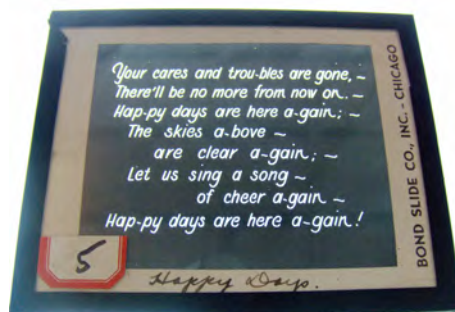 Your cares and trou-bles are gone, ~
There'll be no more from now on. ~
Hap-py days are here a-gain; ~
The skies a-bove ~
are clear a-gain; ~
Let us sing a song ~
of cheer a-gain ~
Hap-py days are here a-gain!
BOND SLIDE CO., INC. - CHICAGO
5
Happy Days.